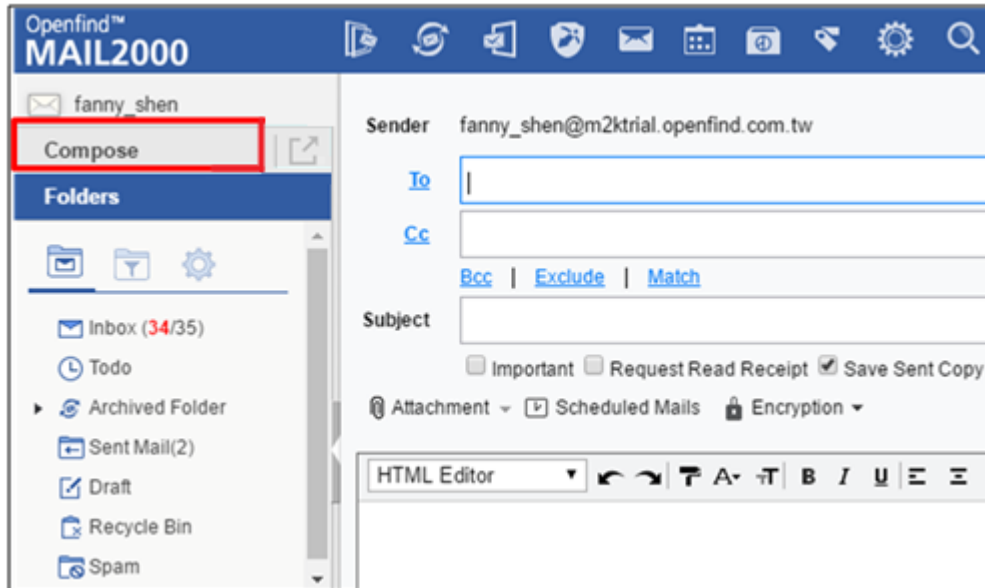 Openfind™
MAIL2000
fanny_shen
Compose
Folders
Inbox (34/35)
Todo
Archived Folder
Sent Mail(2)
Draft
Recycle Bin
Spam
Sender fanny_shen@m2ktrial.openfind.com.tw
To
Cc
Bcc | Exclude | Match
Subject
Important Request Read Receipt Save Sent Copy
Attachment Scheduled Mails Encryption
HTML Editor A T B I U